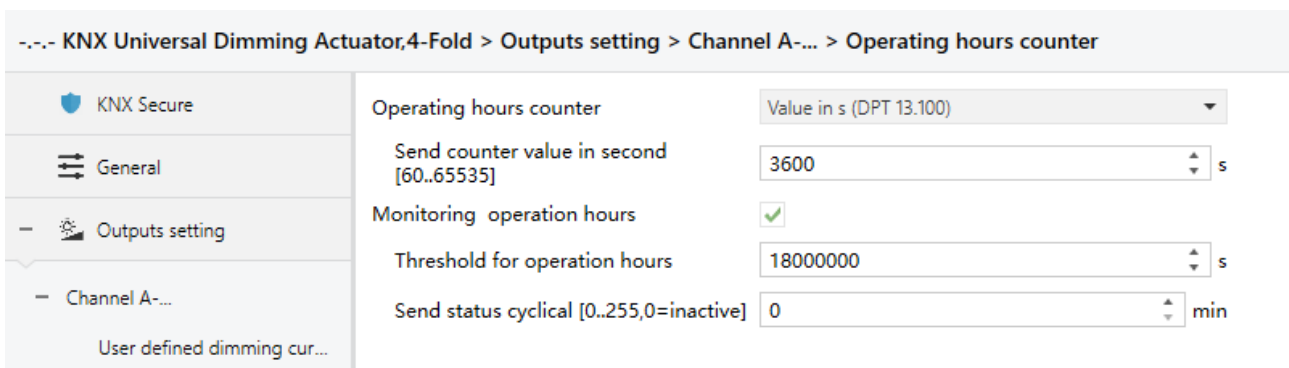 -.-.- KNX Universal Dimming Actuator,4-Fold > Outputs setting > Channel A-... > Operating hours counter
KNX Secure
General
Outputs setting
Channel A-...
User defined dimming cur...
Operating hours counter
Value in s (DPT 13.100)
Send counter value in second
[60..65535]
3600 s
Monitoring operation hours
Threshold for operation hours
18000000 s
Send status cyclical [0..255,0=inactive]
0 min